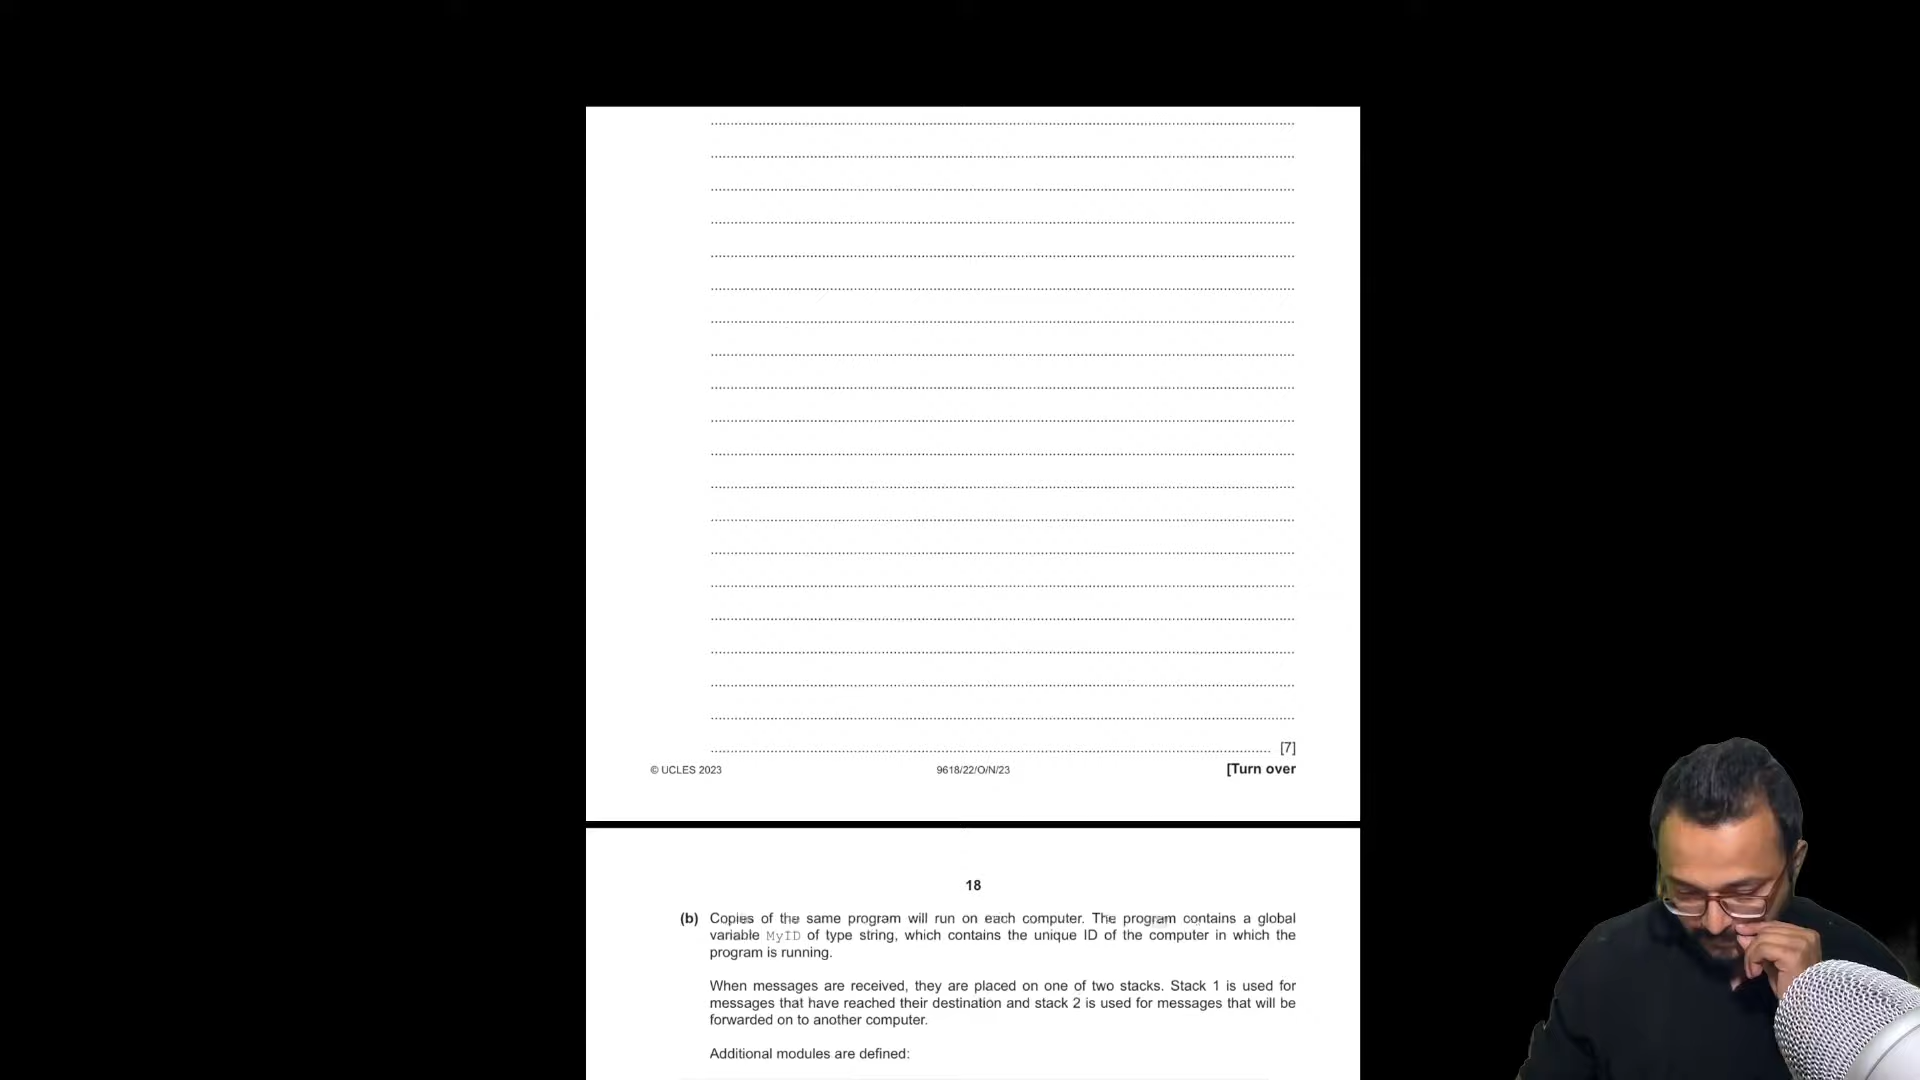 [7]
© UCLES 2023
9618/22/O/N/23
[Turn over
18
(b) Copies of the same program will run on each computer. The program contains a global
variable MyID of type string, which contains the unique ID of the computer in which the
program is running.
When messages are received, they are placed on one of two stacks. Stack 1 is used for
messages that have reached their destination and stack 2 is used for messages that will be
forwarded on to another computer.
Additional modules are defined: